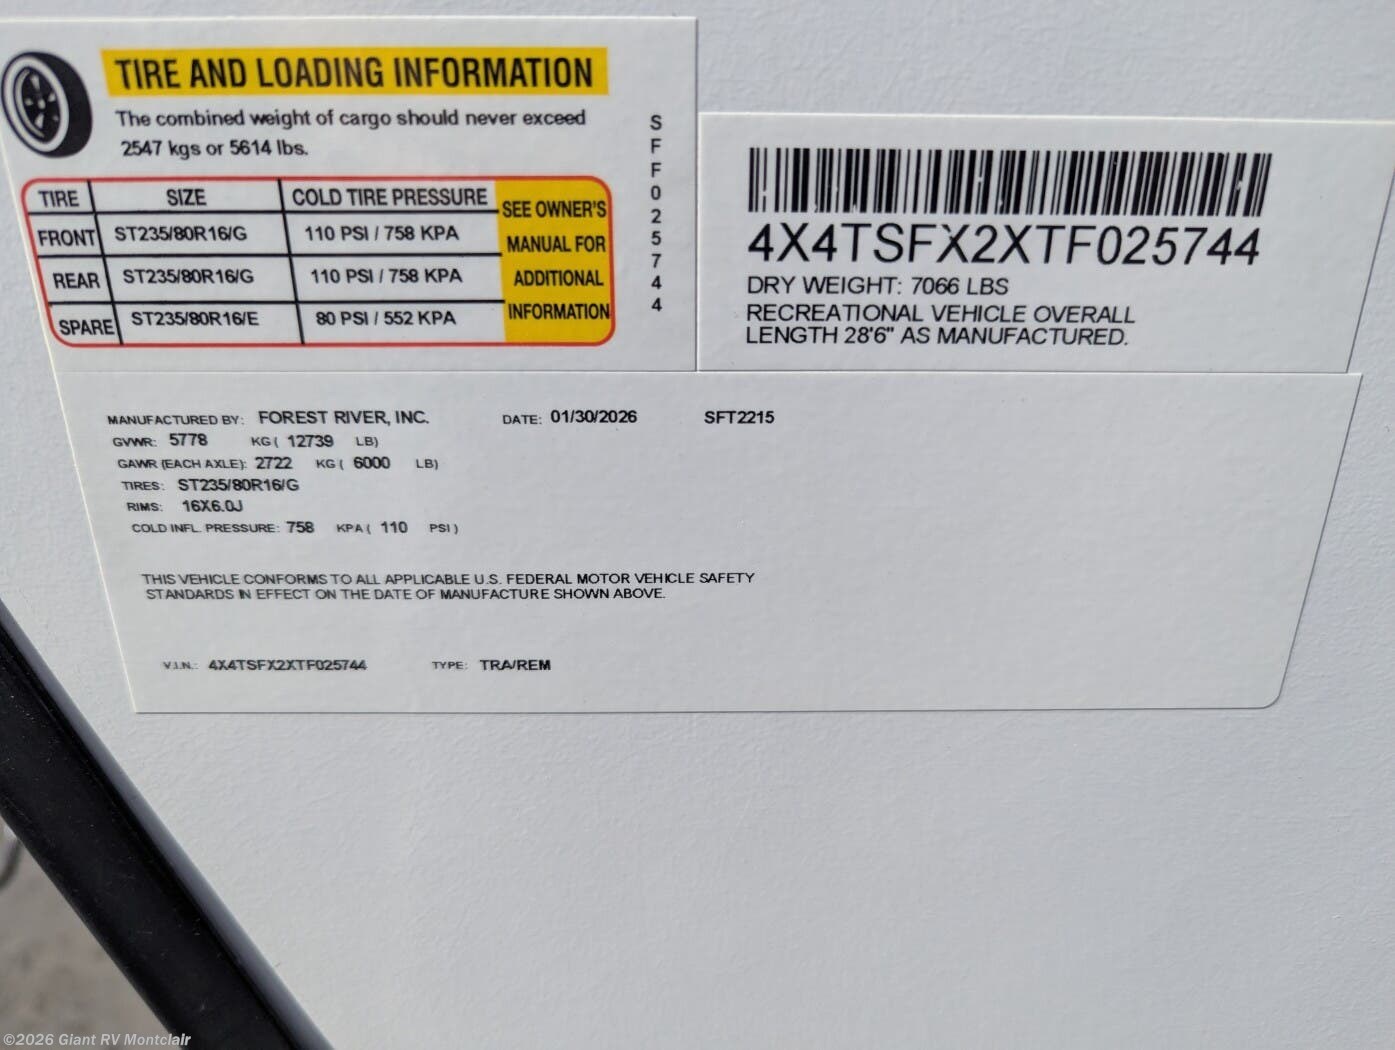 TIRE AND LOADING INFORMATION
The combined weight of cargo should never exceed
2547 kgs or 5614 lbs.
TIRE SIZE COLD TIRE PRESSURE
FRONT ST235/80R16/G 110 PSI / 758 KPA
REAR ST235/80R16/G 110 PSI / 758 KPA
SPARE ST235/80R16/E 80 PSI / 552 KPA
SEE OWNER'S
MANUAL FOR
ADDITIONAL
INFORMATION
SFF025744
4X4TSFX2XTF025744
DRY WEIGHT: 7066 LBS
RECREATIONAL VEHICLE OVERALL
LENGTH 28'6" AS MANUFACTURED.
MANUFACTURED BY: FOREST RIVER, INC. DATE: 01/30/2026 SFT2215
GVWR: 5778 KG ( 12739 LB)
GAWR (EACH AXLE): 2722 KG ( 6000 LB)
TIRES: ST235/80R16/G
RIMS: 16X6.0J
COLD INFL. PRESSURE: 758 KPA ( 110 PSI )
THIS VEHICLE CONFORMS TO ALL APPLICABLE U.S. FEDERAL MOTOR VEHICLE SAFETY
STANDARDS IN EFFECT ON THE DATE OF MANUFACTURE SHOWN ABOVE.
V.I.N.: 4X4TSFX2XTF025744 TYPE: TRA/REM
©2026 Giant RV Montclair